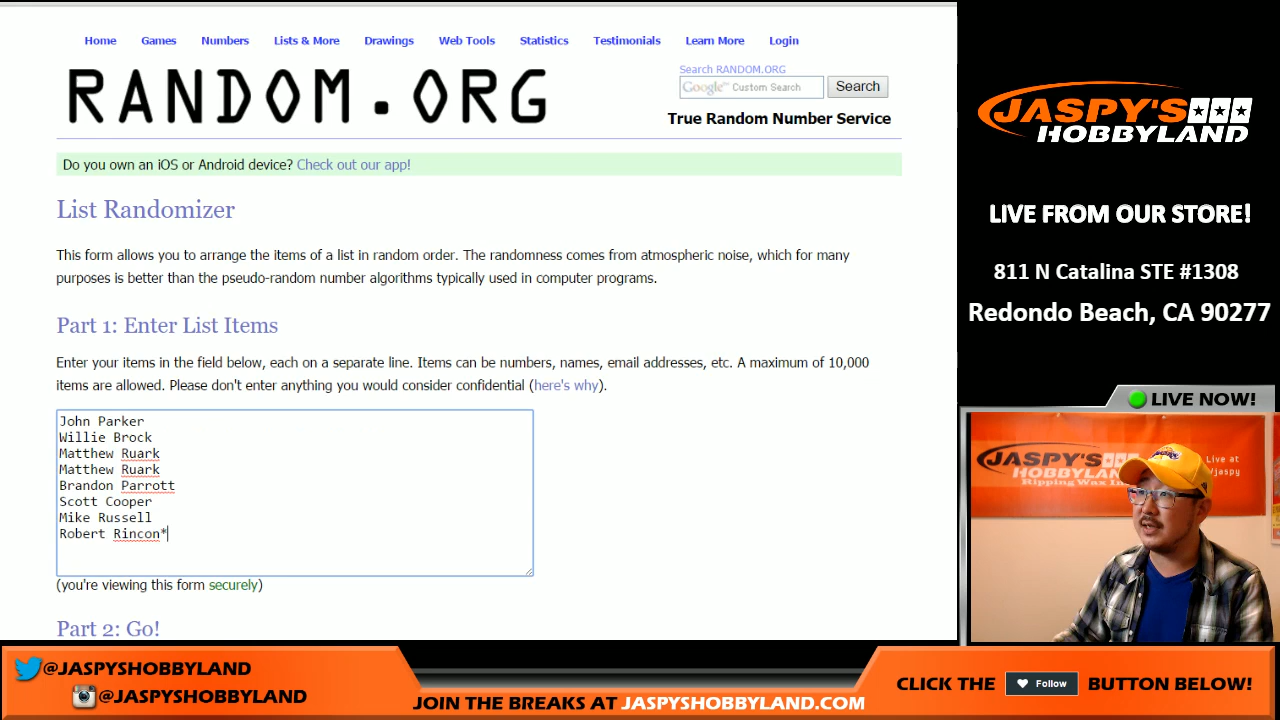 Home Games Numbers Lists & More Drawings Web Tools Statistics Testimonials Learn More Login
RANDOM.ORG
Search RANDOM.ORG
Google™ Custom Search Search
True Random Number Service
Do you own an iOS or Android device? Check out our app!
List Randomizer
This form allows you to arrange the items of a list in random order. The randomness comes from atmospheric noise, which for many
purposes is better than the pseudo-random number algorithms typically used in computer programs.
Part 1: Enter List Items
Enter your items in the field below, each on a separate line. Items can be numbers, names, email addresses, etc. A maximum of 10,000
items are allowed. Please don't enter anything you would consider confidential (here's why).
John Parker
Willie Brock
Matthew Ruark
Matthew Ruark
Brandon Parrott
Scott Cooper
Mike Russell
Robert Rincon*
(you're viewing this form securely)
Part 2: Go!
JASPY'S
HOBBYLAND
LIVE FROM OUR STORE!
811 N Catalina STE #1308
Redondo Beach, CA 90277
LIVE NOW!
JASPY'S
HOBBYLAND
Ripping Wax
Live at
/jaspy
@JASPYSHOBBYLAND
@JASPYSHOBBYLAND
JOIN THE BREAKS AT JASPYSHOBBYLAND.COM
CLICK THE Follow BUTTON BELOW!